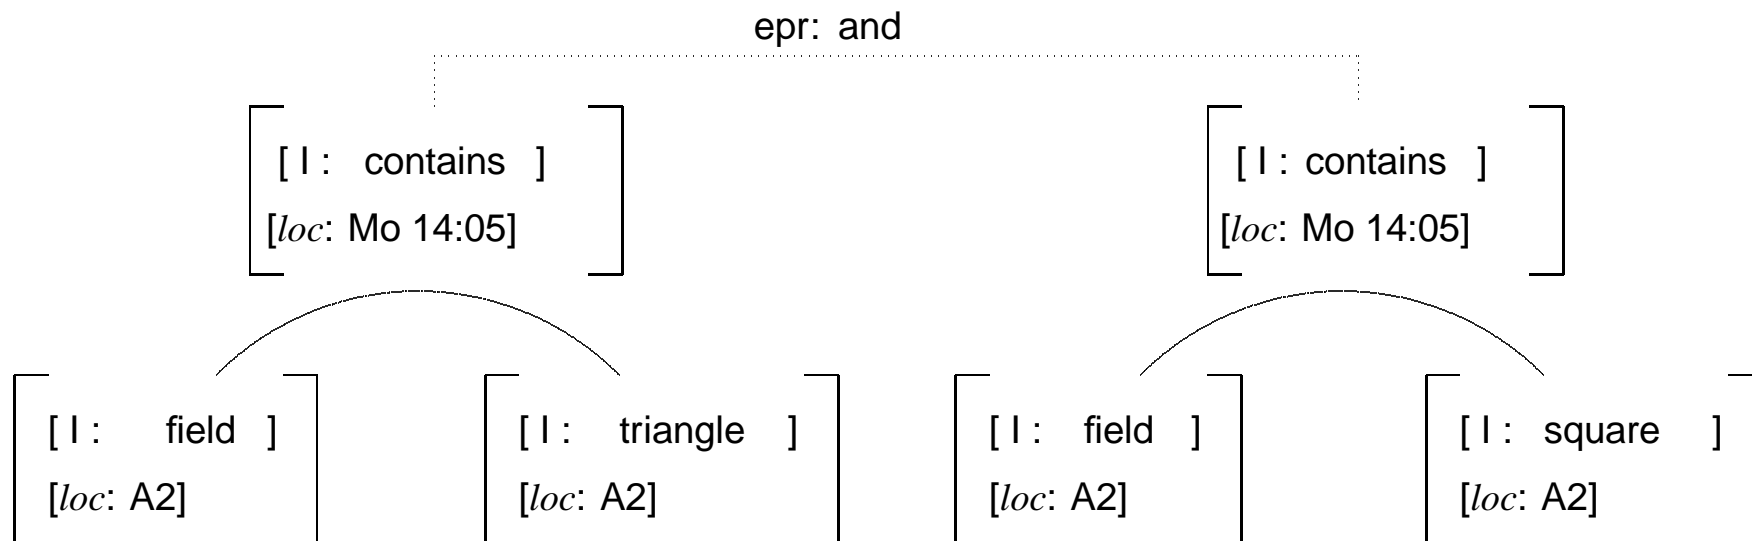 epr: and
[ I : contains ] [ I : contains ]
[loc: Mo 14:05] [loc: Mo 14:05]
[ I : field ] [ I : triangle ] [ I : field ] [ I : square ]
[loc: A2] [loc: A2] [loc: A2] [loc: A2]